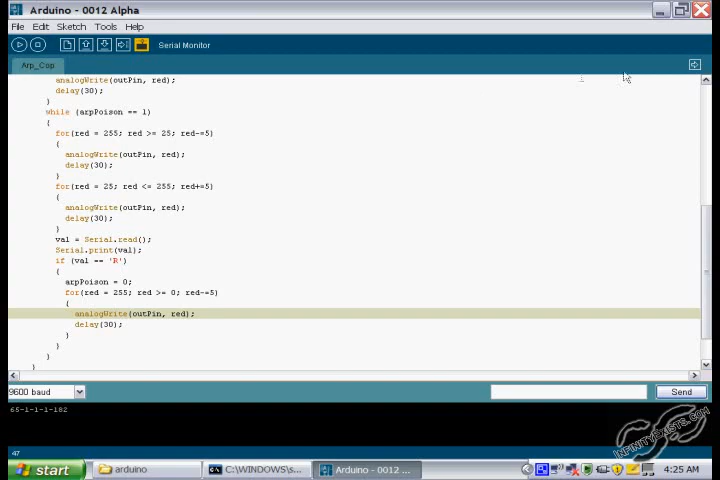 Arduino - 0012 Alpha
File Edit Sketch Tools Help
Serial Monitor
Arp_Cop
analogWrite(outPin, red);
delay(30);
}
while (arpPoison == 1)
{
for(red = 255; red >= 25; red-=5)
{
analogWrite(outPin, red);
delay(30);
}
for(red = 25; red <= 255; red+=5)
{
analogWrite(outPin, red);
delay(30);
}
val = Serial.read();
Serial.print(val);
if (val == 'R')
{
arpPoison = 0;
for(red = 255; red >= 0; red-=5)
{
analogWrite(outPin, red);
delay(30);
}
}
}
}
9600 baud
Send
65-1-1-1-182
INFINITYEXISTS.COM
47
start
arduino
C:\WINDOWS\s...
Arduino - 0012 ...
4:25 AM